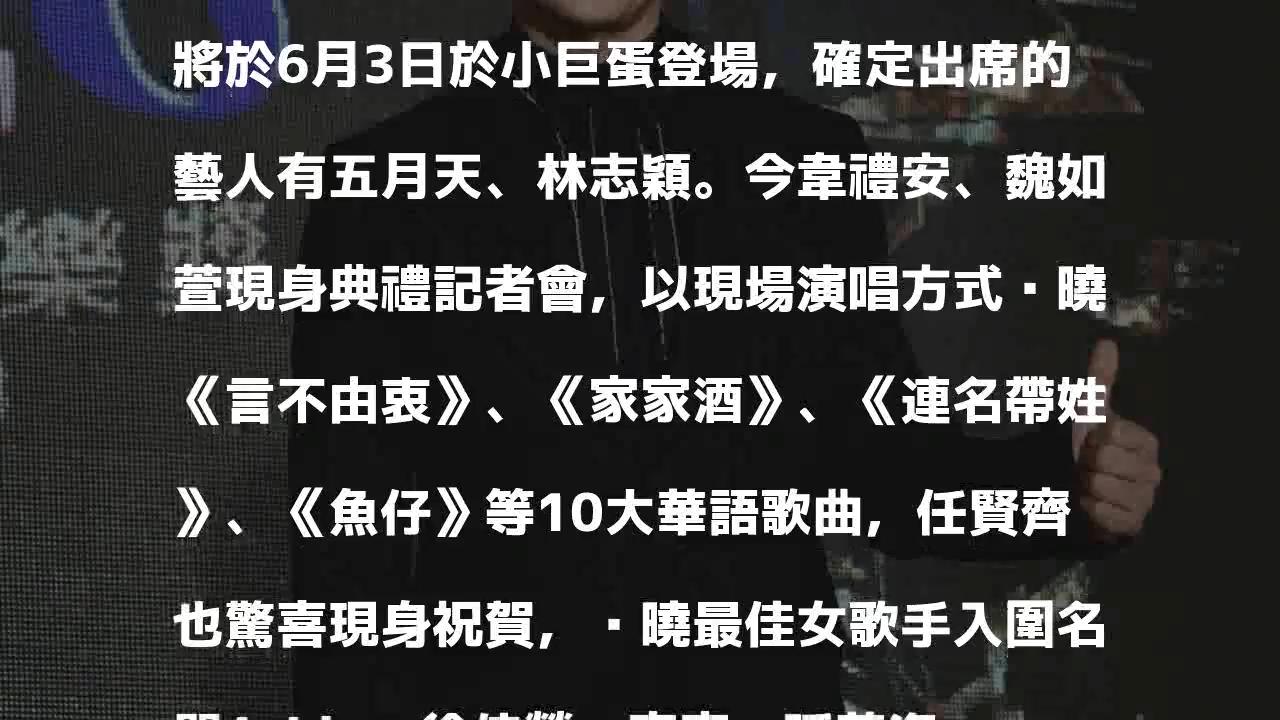 將於6月3日於小巨蛋登場，確定出席的
藝人有五月天、林志穎。今韋禮安、魏如
萱現身典禮記者會，以現場演唱方式·曉
《言不由衷》、《家家酒》、《連名帶姓
》、《魚仔》等10大華語歌曲，任賢齊
也驚喜現身祝賀，·曉最佳女歌手入圍名
樂